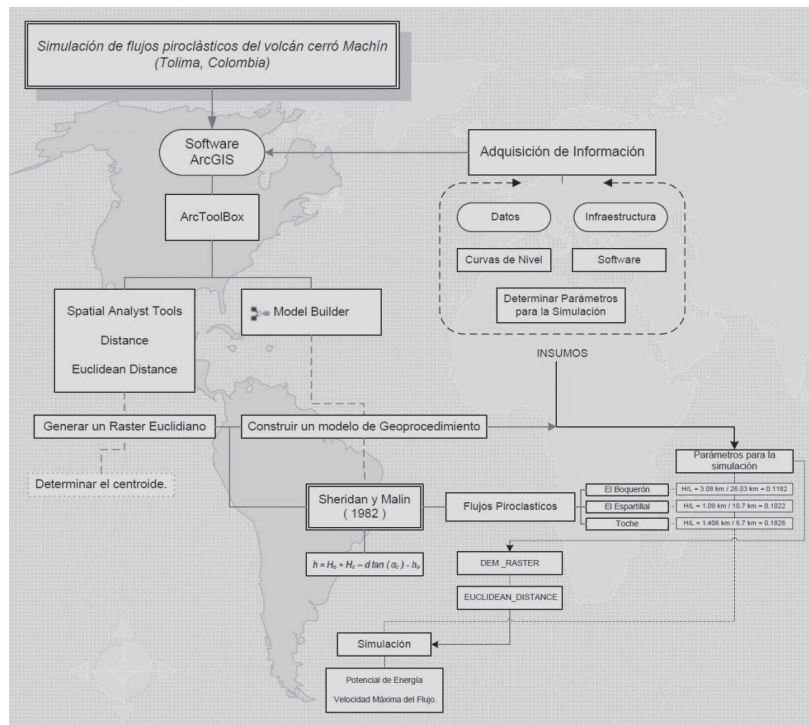 Simulación de flujos piroclàsticos del volcán cerró Machín
(Tolima, Colombia)
Software
ArcGIS
Adquisición de Información
ArcToolBox
Datos
Infraestructura
Curvas de Nivel
Software
Determinar Parámetros
para la Simulación
Spatial Analyst Tools
Distance
Euclidean Distance
Model Builder
INSUMOS
Generar un Raster Euclidiano
Construir un modelo de Geoprocedimiento
Parámetros para la
simulación
Determinar el centroide.
Sheridan y Malin
( 1982 )
Flujos Piroclasticos
El Boquerón
H/L = 3.08 km / 26.03 km = 0.1182
El Espartillal
H/L = 1.09 km / 10.7 km = 0.1022
Toche
H/L = 1.406 km / 6.7 km = 0.1826
h = H₀ + Hc – d tan ( αc ) - h₀
DEM _RASTER
EUCLIDEAN_DISTANCE
Simulación
Potencial de Energía
Velocidad Máxima del Flujo.